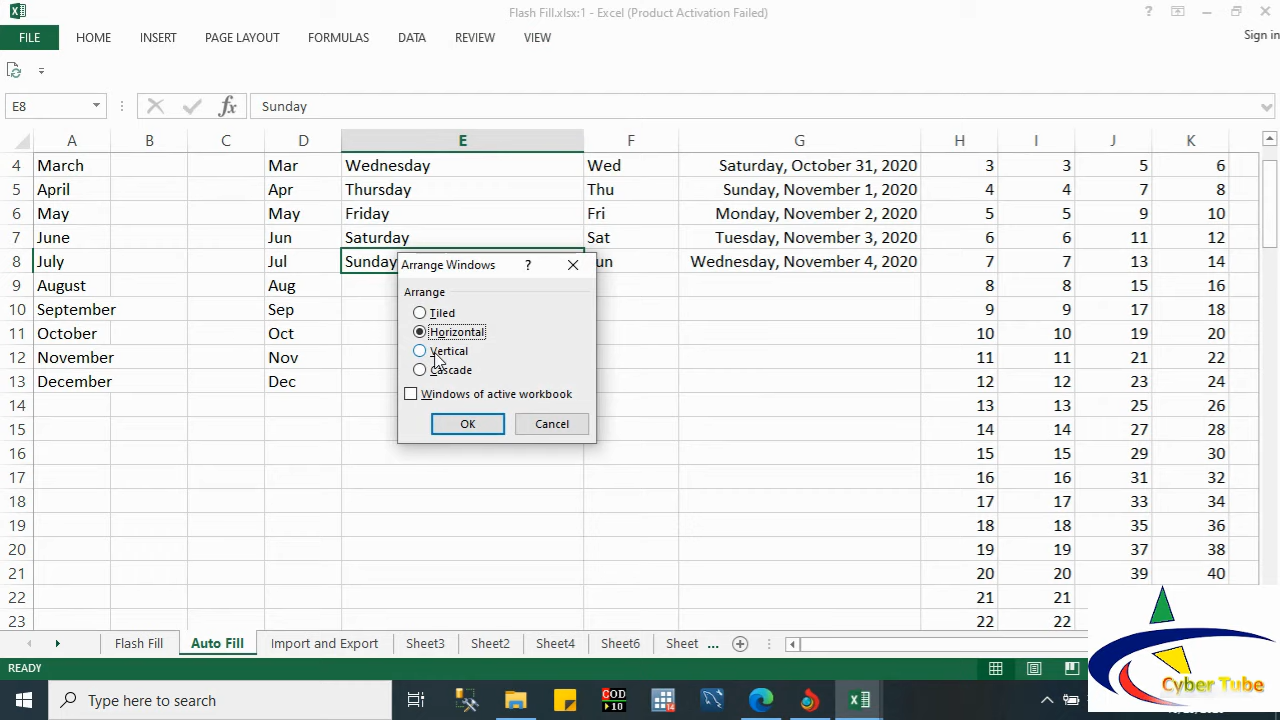 Flash Fill.xlsx:1 - Excel (Product Activation Failed)
FILE HOME INSERT PAGE LAYOUT FORMULAS DATA REVIEW VIEW Sign in
E8 fx Sunday
A B C D E F G H I J K
4 March Mar Wednesday Wed Saturday, October 31, 2020 3 3 5 6
5 April Apr Thursday Thu Sunday, November 1, 2020 4 4 7 8
6 May May Friday Fri Monday, November 2, 2020 5 5 9 10
7 June Jun Saturday Sat Tuesday, November 3, 2020 6 6 11 12
8 July Jul Sunday un Wednesday, November 4, 2020 7 7 13 14
9 August Aug 8 8 15 16
10 September Sep 9 9 17 18
11 October Oct 10 10 19 20
12 November Nov 11 11 21 22
13 December Dec 12 12 23 24
14 13 13 25 26
15 14 14 27 28
16 15 15 29 30
17 16 16 31 32
18 17 17 33 34
19 18 18 35 36
20 19 19 37 38
21 20 20 39 40
22 21 21
23 22 22
Arrange Windows ?
Arrange
Tiled
Horizontal
Vertical
Cascade
Windows of active workbook
OK Cancel
Flash Fill Auto Fill Import and Export Sheet3 Sheet2 Sheet4 Sheet6 Sheet ...
READY
Type here to search
COD
10
Cyber Tube